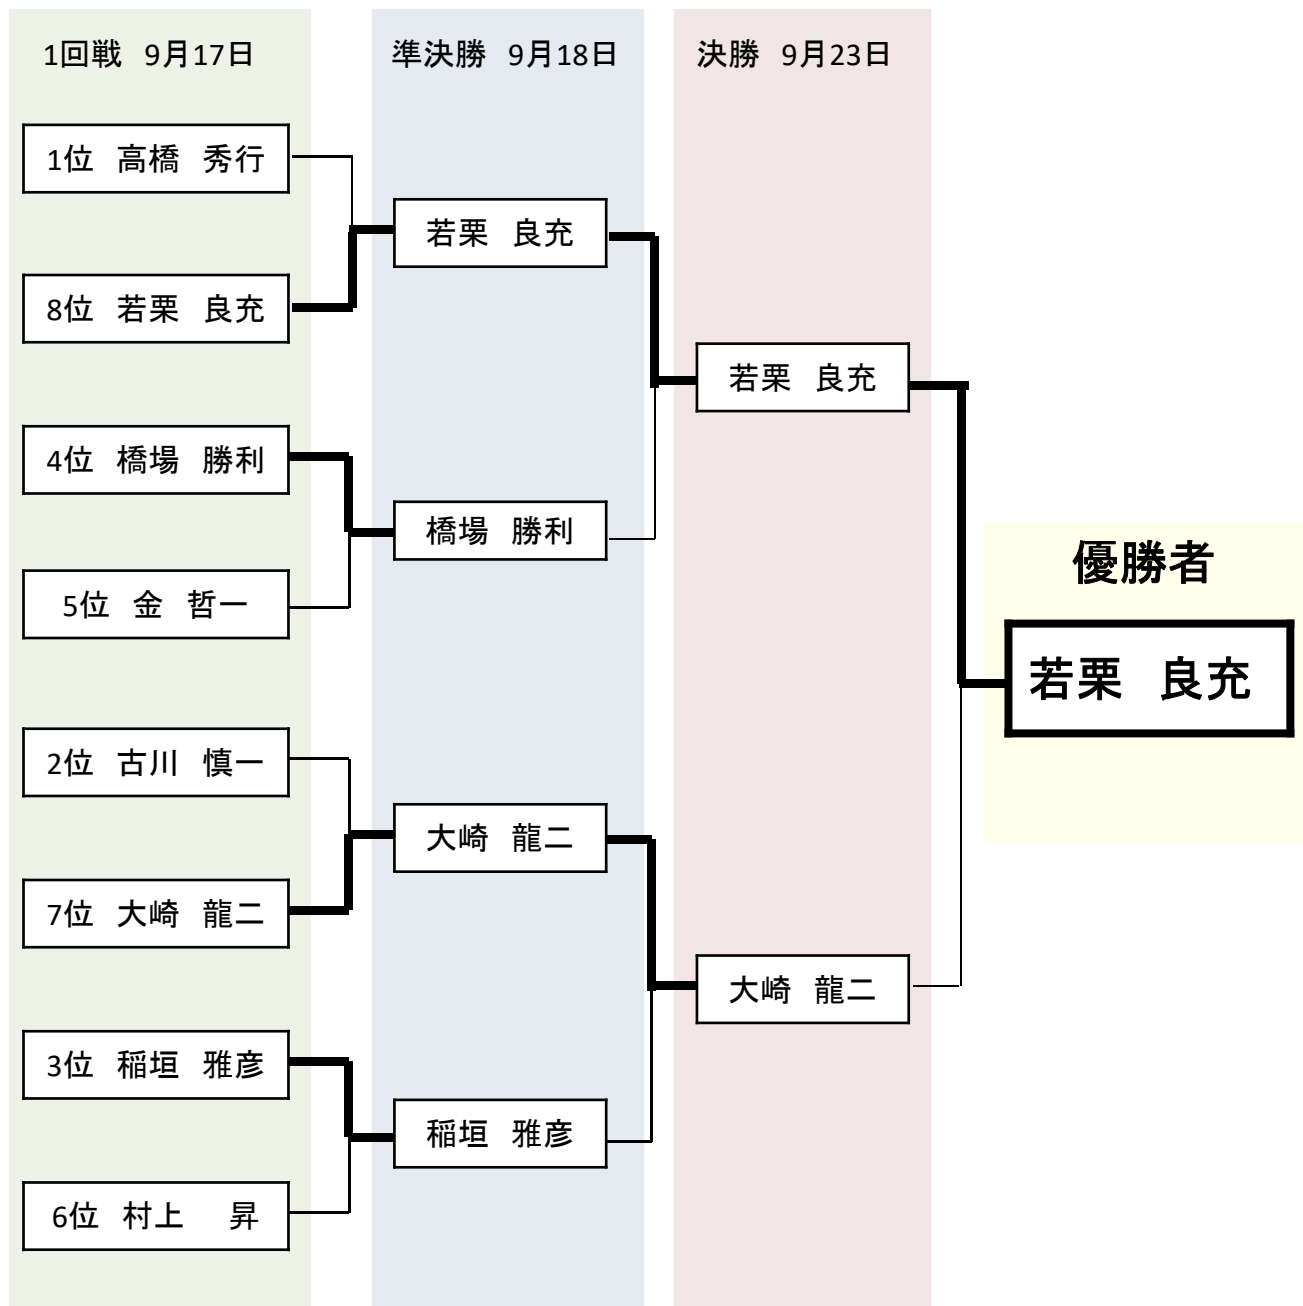 1回戦　9月17日
準決勝　9月18日
決勝　9月23日
1位　高橋　秀行
8位　若栗　良充
4位　橋場　勝利
5位　金　哲一
2位　古川　慎一
7位　大崎　龍二
3位　稲垣　雅彦
6位　村上　昇
若栗　良充
橋場　勝利
大崎　龍二
稲垣　雅彦
若栗　良充
大崎　龍二
優勝者
若栗　良充